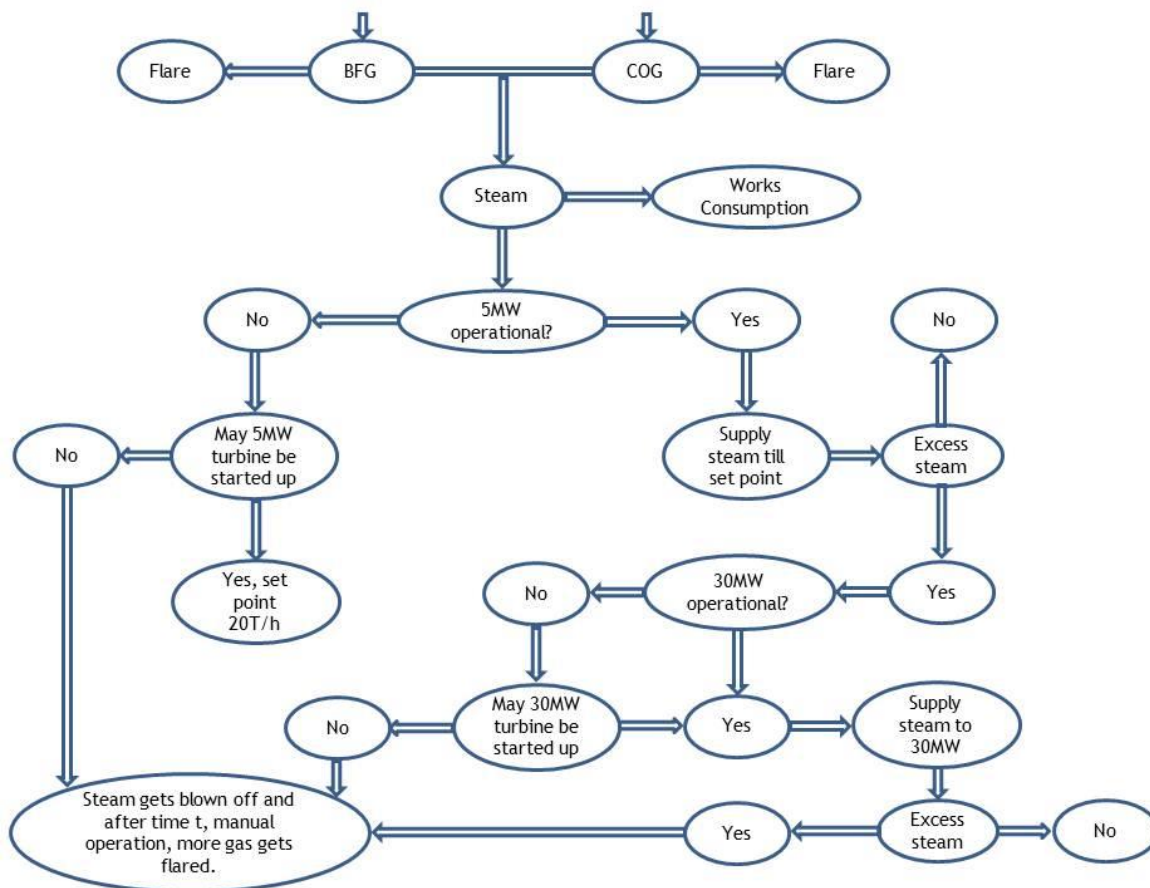 Flare
BFG
COG
Flare
Steam
Works
Consumption
No
5MW
operational?
Yes
No
No
May 5MW
turbine be
started up
Supply
steam till
set point
Excess
steam
Yes, set
point
20T/h
No
30MW
operational?
Yes
No
May 30MW
turbine be
started up
Yes
Supply
steam to
30MW
Steam gets blown off and
after time t, manual
operation, more gas gets
flared.
Yes
Excess
steam
No